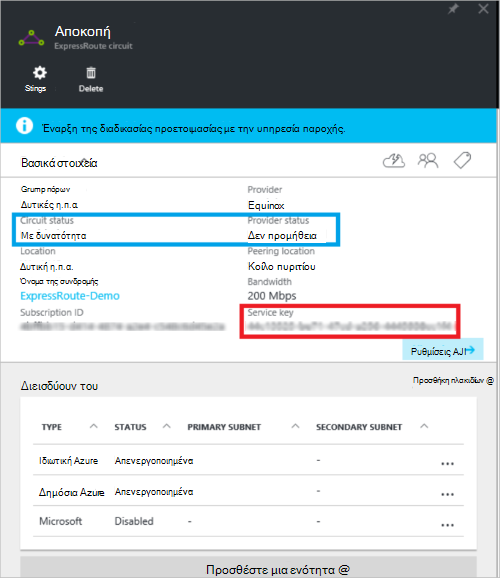 Αποκοπή
ExpressRoute circuit
Stings Delete
Έναρξη της διαδικασίας προετοιμασίας με την υπηρεσία παροχής.
Βασικά στοιχεία
Grump πόρων Provider
Δυτικές η.π.α Equinox
Circuit status Provider status
Με δυνατότητα Δεν προμήθεια
Location Peering location
Δυτική η.π.α. Κοίλο πυριτίου
Όνομα της συνδρομής Bandwidth
ExpressRoute-Demo 200 Mbps
Subscription ID Service key
Ρυθμίσεις AJI
Διεισδύουν του Προσθήκη πλακιδίων @
TYPE STATUS PRIMARY SUBNET SECONDARY SUBNET
Ιδιωτική Azure Απενεργοποιημένα - ...
Δημόσια Azure Απενεργοποιημένα - ...
Microsoft Disabled - - ...
Προσθέστε μια ενότητα @